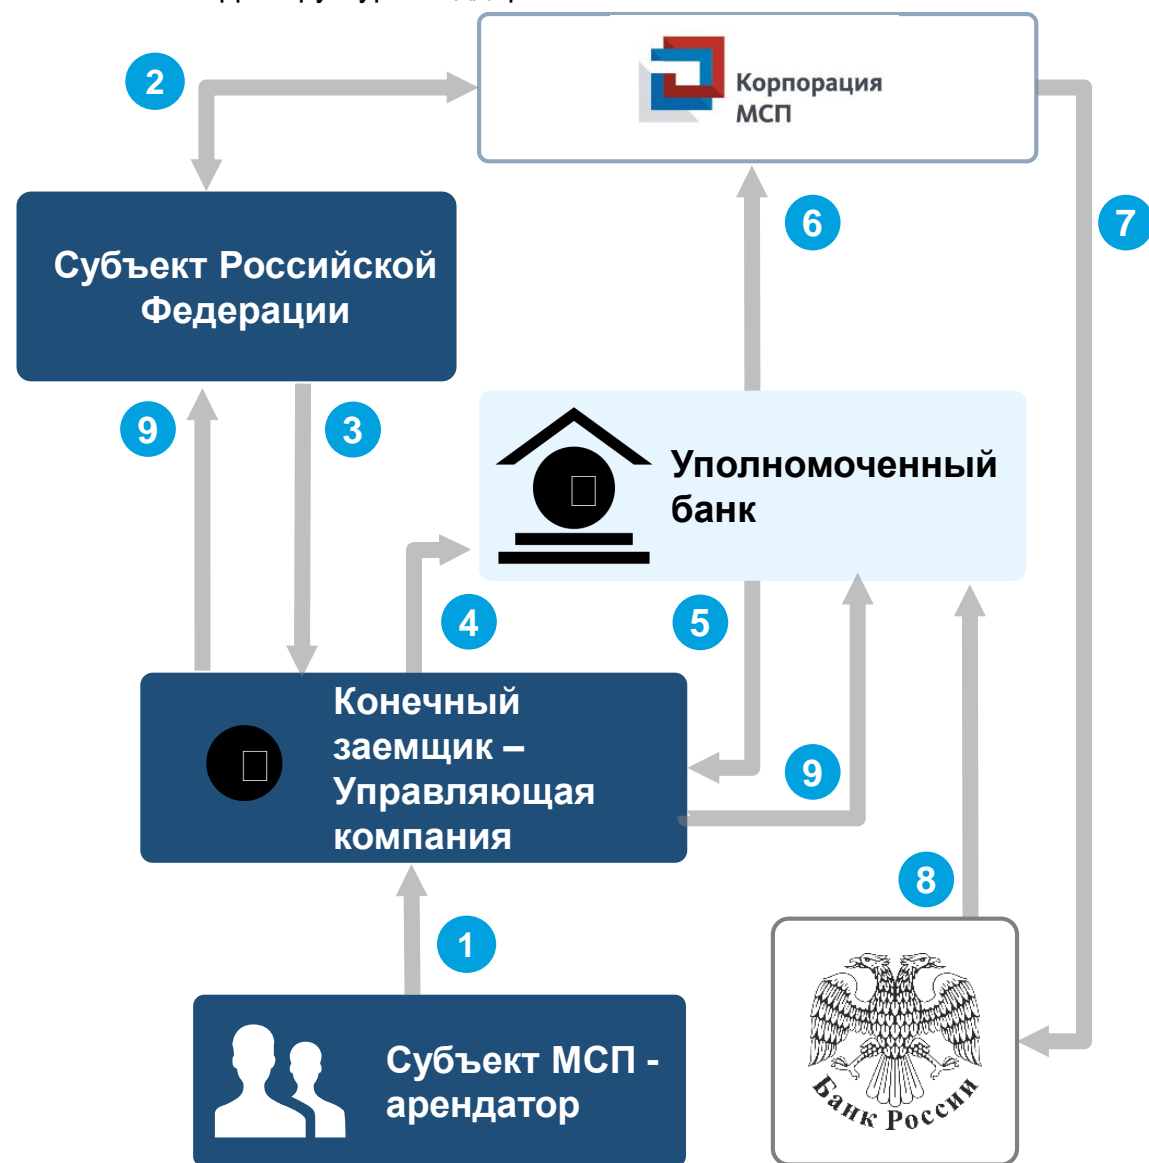 2
Корпорация
МСП
6
7
Субъект Российской
Федерации
9
3
Уполномоченный
банк
4
5
Конечный
заемщик –
Управляющая
компания
9
8
1
Субъект МСП -
арендатор
Банк России